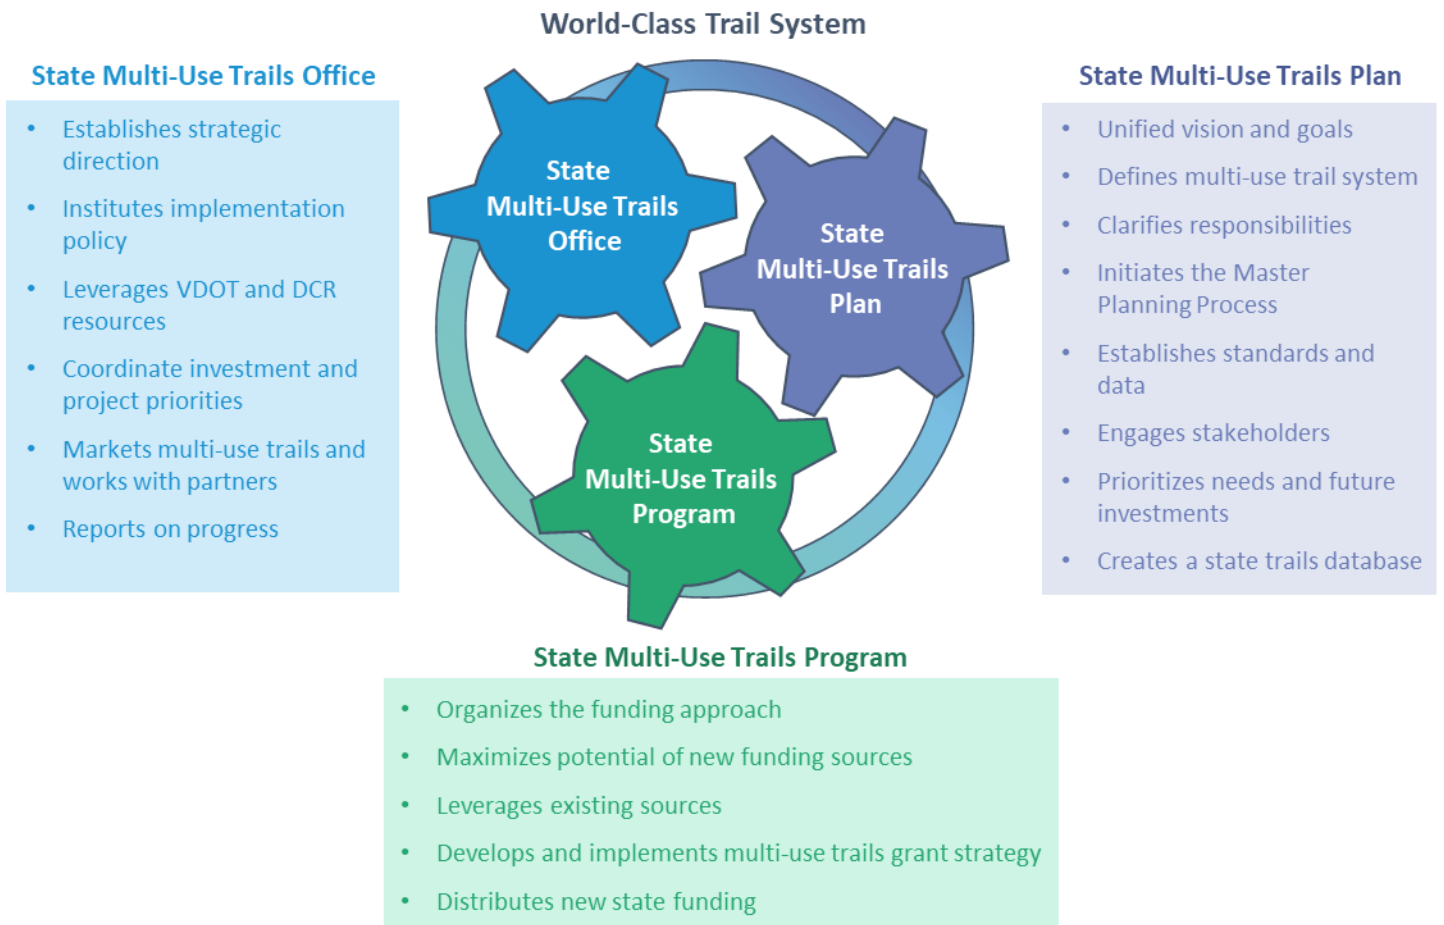 World-Class Trail System
State Multi-Use Trails Office
• Establishes strategic
direction
• Institutes implementation
policy
• Leverages VDOT and DCR
resources
• Coordinate investment and
project priorities
• Markets multi-use trails and
works with partners
• Reports on progress
State
Multi-Use Trails
Office
State
Multi-Use Trails
Plan
State
Multi-Use Trails
Program
State Multi-Use Trails Plan
• Unified vision and goals
• Defines multi-use trail system
• Clarifies responsibilities
• Initiates the Master
Planning Process
• Establishes standards and
data
• Engages stakeholders
• Prioritizes needs and future
investments
• Creates a state trails database
State Multi-Use Trails Program
• Organizes the funding approach
• Maximizes potential of new funding sources
• Leverages existing sources
• Develops and implements multi-use trails grant strategy
• Distributes new state funding